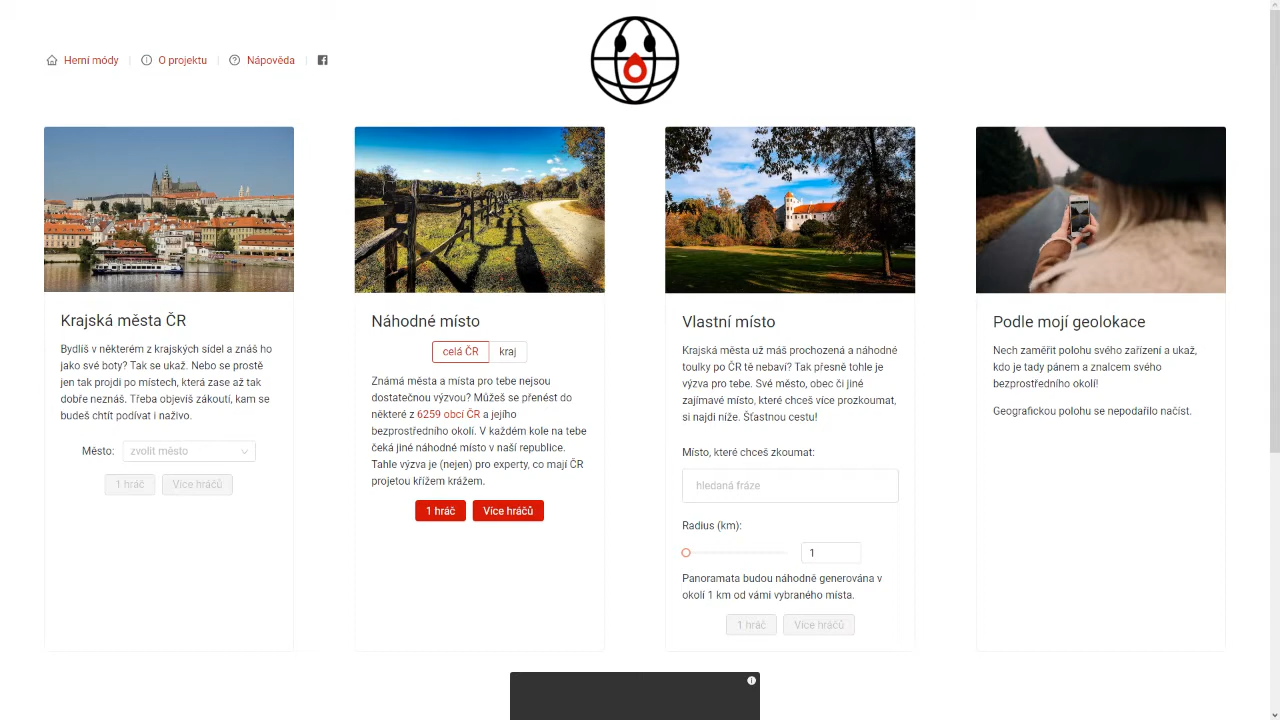 Herní módy
O projektu
Nápověda
Krajská města ČR
Bydlíš v některém z krajských sídel a znáš ho
jako své boty? Tak se ukaž. Nebo se prostě
jen tak projdi po místech, která zase až tak
dobře neznáš. Třeba objevíš zákoutí, kam se
budeš chtít podívat i naživo.
Město:
zvolit město
1 hráč
Více hráčů
Náhodné místo
celá ČR
kraj
Známá města a místa pro tebe nejsou
dostatečnou výzvou? Můžeš se přenést do
některé z 6259 obcí ČR a jejího
bezprostředního okolí. V každém kole na tebe
čeká jiné náhodné místo v naší republice.
Tahle výzva je (nejen) pro experty, co mají ČR
projetou křížem krážem.
1 hráč
Více hráčů
Vlastní místo
Krajská města už máš prochozená a náhodné
toulky po ČR tě nebaví? Tak přesně tohle je
výzva pro tebe. Své město, obec či jiné
zajímavé místo, které chceš více prozkoumat,
si najdi níže. Šťastnou cestu!
Místo, které chceš zkoumat:
hledaná fráze
Radius (km):
1
Panoramata budou náhodně generována v
okolí 1 km od vámi vybraného místa.
1 hráč
Více hráčů
Podle mojí geolokace
Nech zaměřit polohu svého zařízení a ukaž,
kdo je tady pánem a znalcem svého
bezprostředního okolí!
Geografickou polohu se nepodařilo načíst.